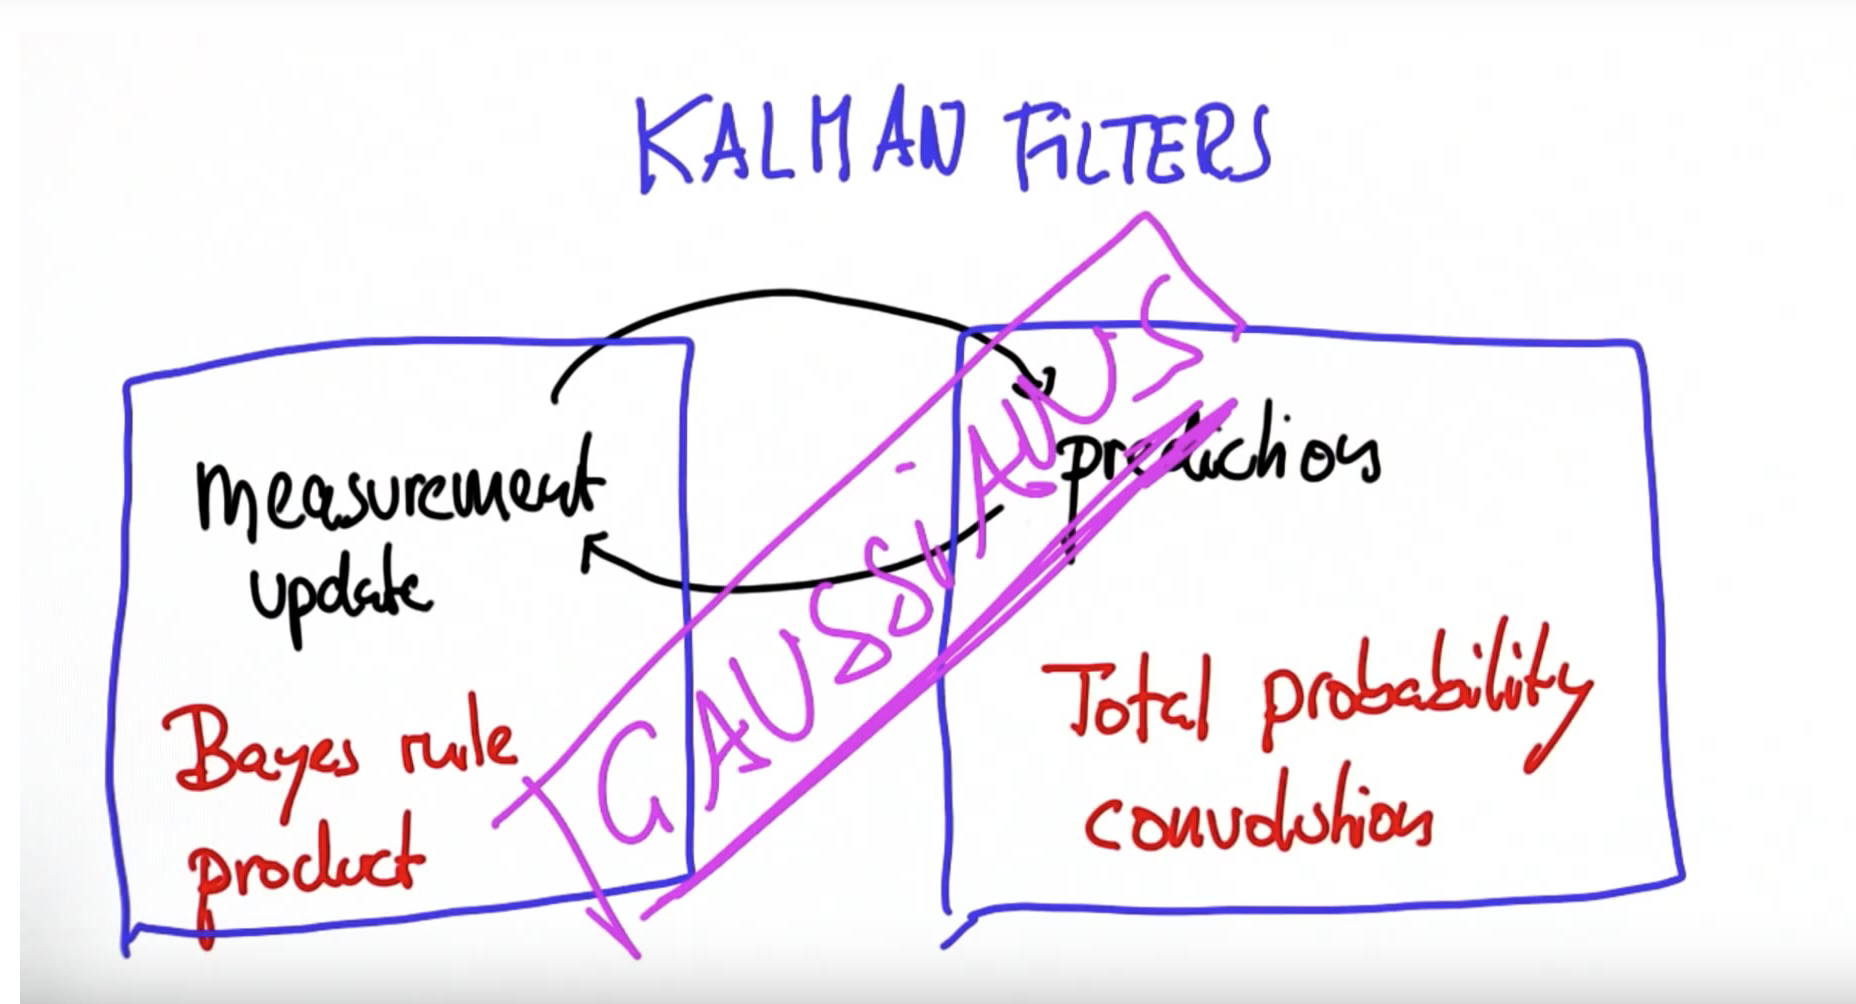 KALMAN FILTERS
measurement
update
Bayes rule
product
GAUSSiANS
prediction
Total probability
convolution